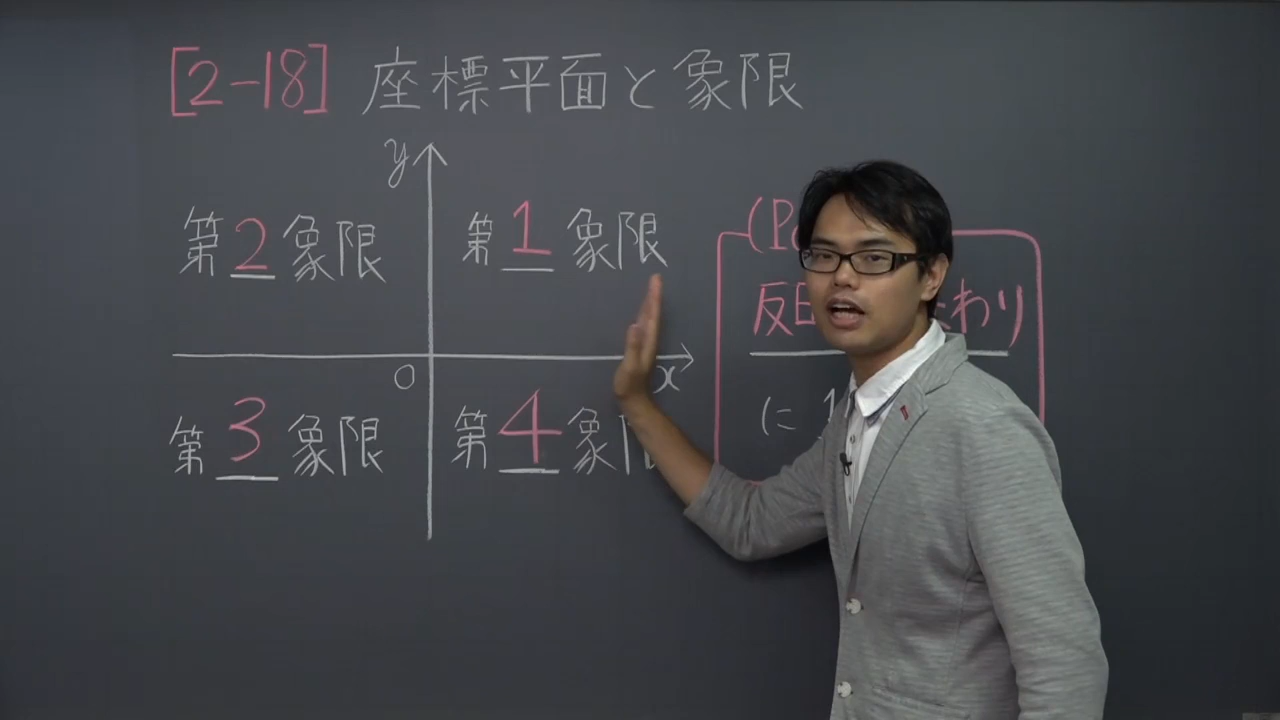 [2-18] 座標平面と象限
y
第2象限 第1象限
O x
第3象限 第4象限
(Po
反 わり)
に